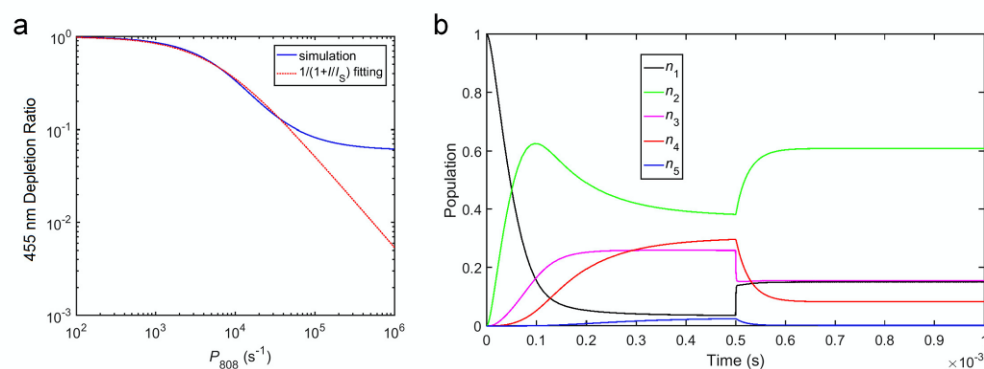 a
455 nm Depletion Ratio
10^0
10^-1
10^-2
10^-3
10^2 10^3 10^4 10^5 10^6
P_808 (s^-1)
simulation
1/(1+I/I_S) fitting
b
Population
1
0.8
0.6
0.4
0.2
0
0 0.1 0.2 0.3 0.4 0.5 0.6 0.7 0.8 0.9 1
Time (s)
×10^-3
n_1
n_2
n_3
n_4
n_5